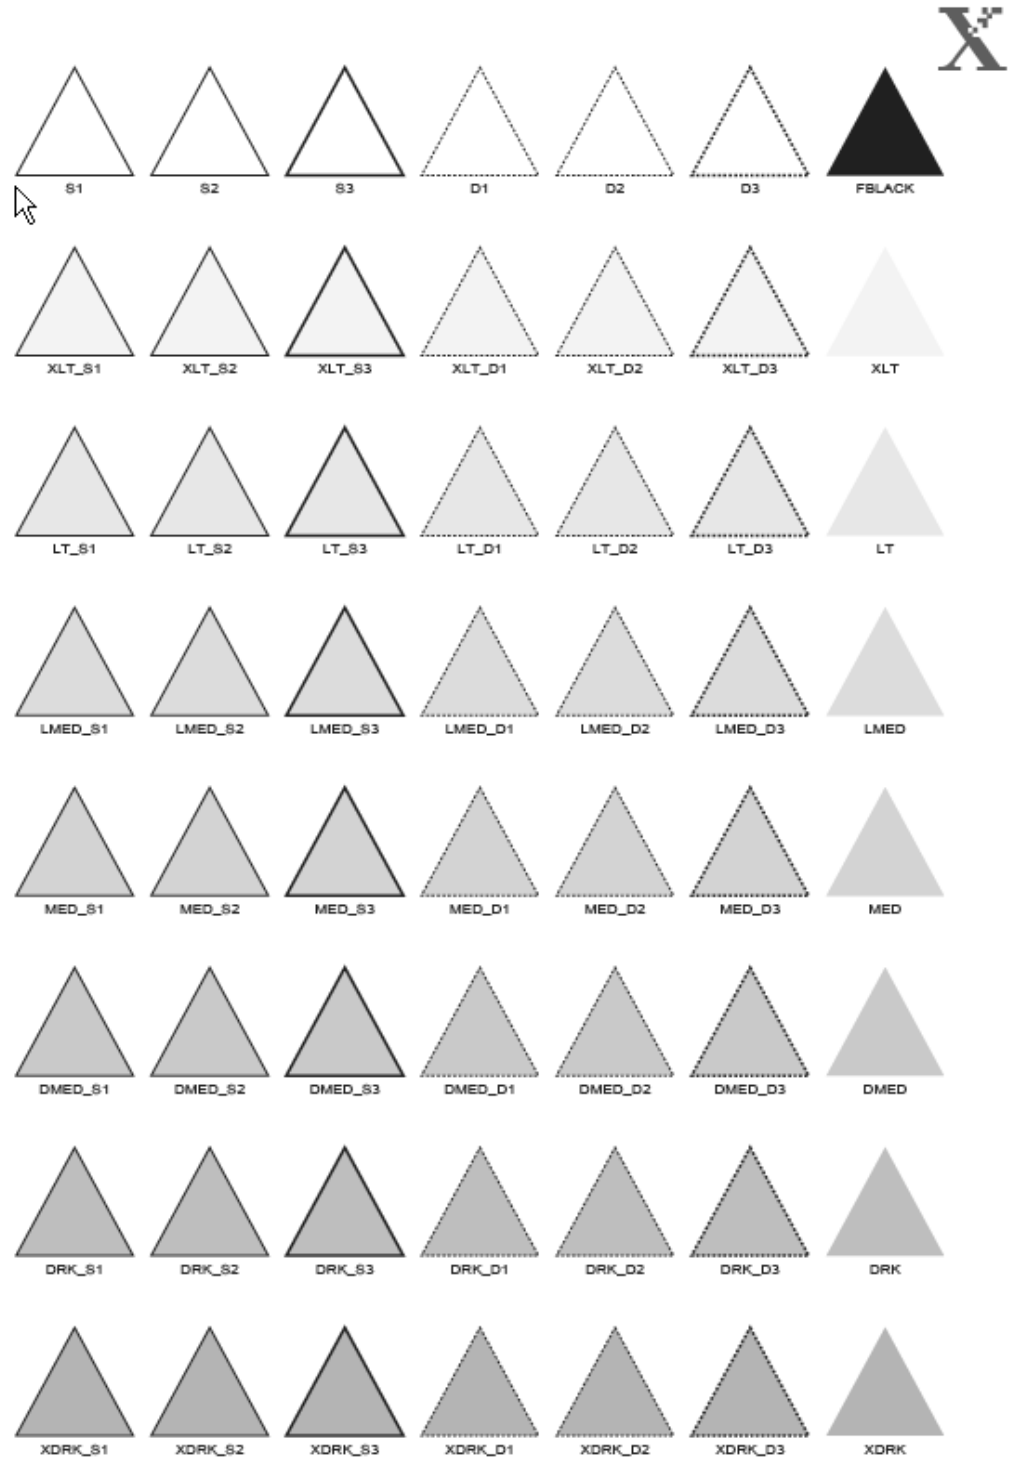 X
S1 S2 S3 D1 D2 D3 FBLACK
XLT_S1 XLT_S2 XLT_S3 XLT_D1 XLT_D2 XLT_D3 XLT
LT_S1 LT_S2 LT_S3 LT_D1 LT_D2 LT_D3 LT
LMED_S1 LMED_S2 LMED_S3 LMED_D1 LMED_D2 LMED_D3 LMED
MED_S1 MED_S2 MED_S3 MED_D1 MED_D2 MED_D3 MED
DMED_S1 DMED_S2 DMED_S3 DMED_D1 DMED_D2 DMED_D3 DMED
DRK_S1 DRK_S2 DRK_S3 DRK_D1 DRK_D2 DRK_D3 DRK
XDRK_S1 XDRK_S2 XDRK_S3 XDRK_D1 XDRK_D2 XDRK_D3 XDRK